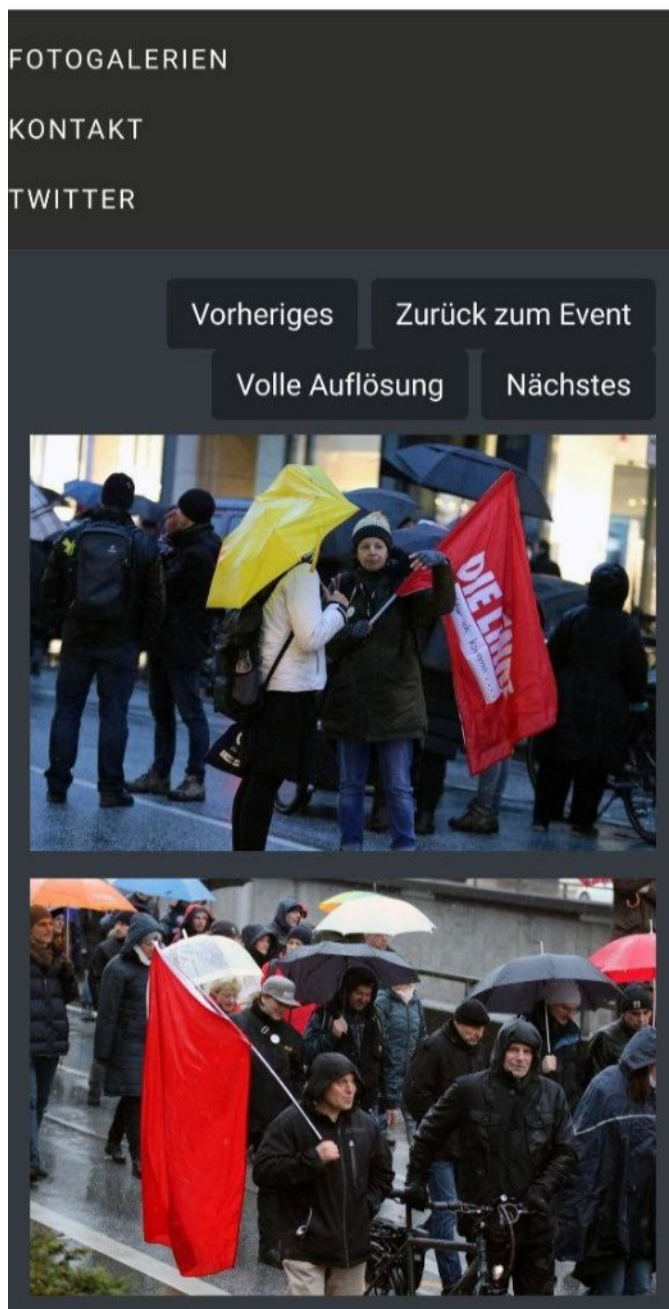 FOTOGALERIEN
KONTAKT
TWITTER
Vorheriges
Zurück zum Event
Volle Auflösung
Nächstes
DIE LINKE